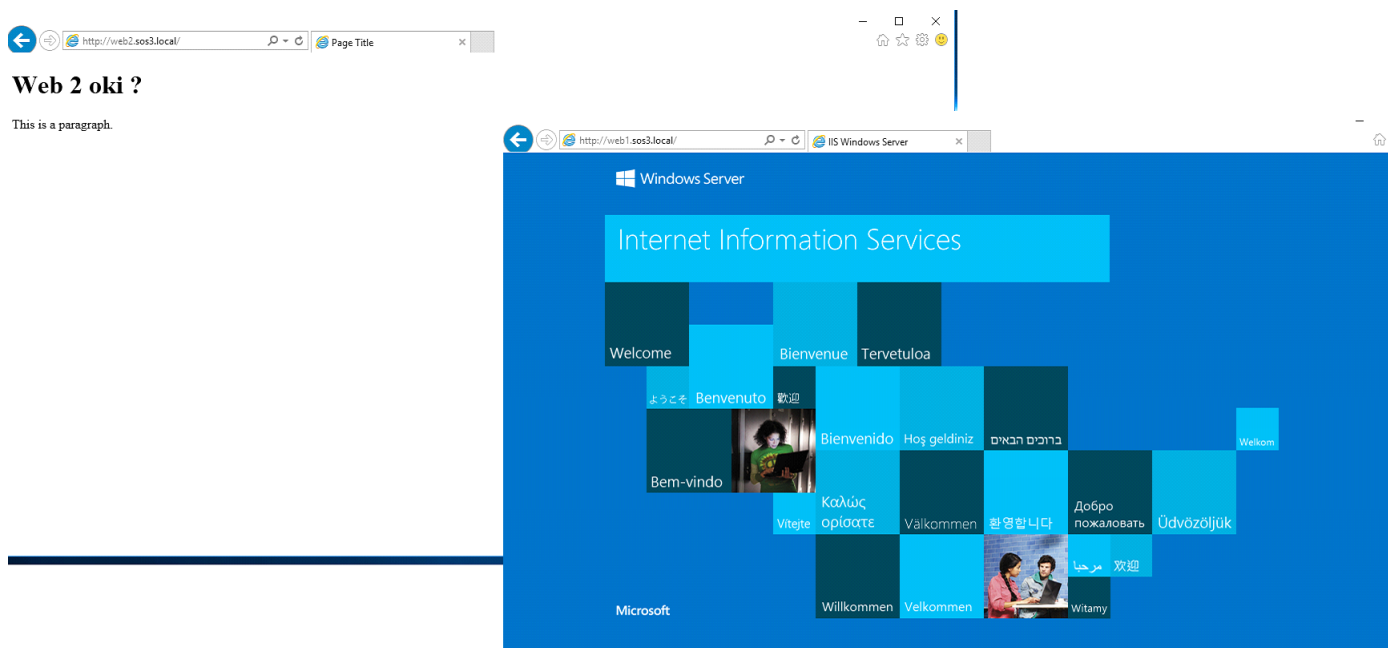 http://web2.sos3.local/
Page Title
Web 2 oki ?
This is a paragraph.
http://web1.sos3.local/
IIS Windows Server
Windows Server
Internet Information Services
Welcome
Bienvenue
Tervetuloa
ようこそ
Benvenuto
歡迎
Bienvenido
Hoş geldiniz
ברוכים הבאים
Welkom
Bem-vindo
Vítejte
Καλώς
ορίσατε
Välkommen
환영합니다
Добро
пожаловать
Üdvözöljük
مرحبا
欢迎
Willkommen
Velkommen
Witamy
Microsoft